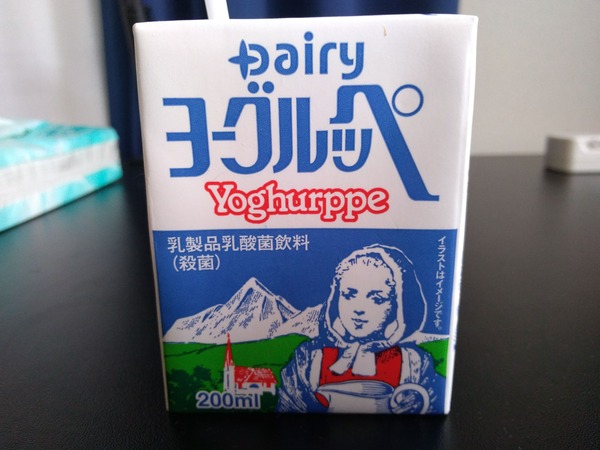 Dairy
ヨーグルッペ
Yoghurppe
乳製品乳酸菌飲料
(殺菌)
イラストはイメージです。
200ml